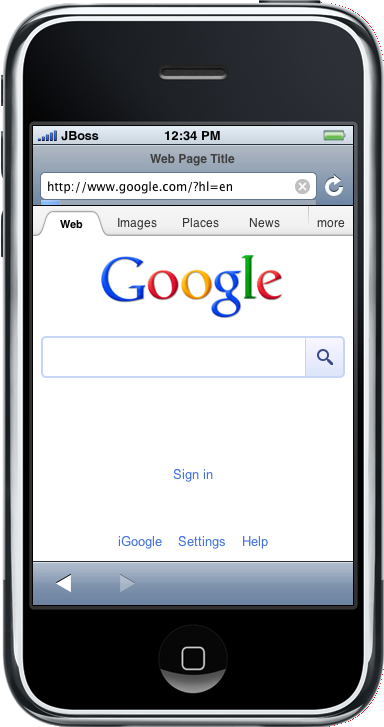 JBoss 12:34 PM
Web Page Title
http://www.google.com/?hl=en
Web Images Places News more
Google
Sign in
iGoogle Settings Help